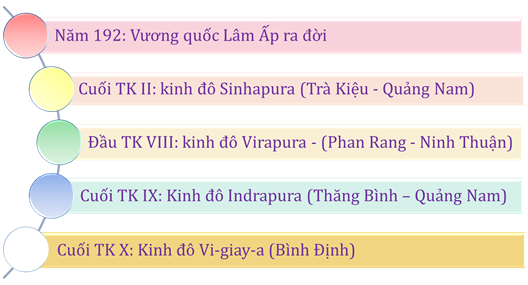 Năm 192: Vương quốc Lâm Ấp ra đời
Cuối TK II: kinh đô Sinhapura (Trà Kiệu - Quảng Nam)
Đầu TK VIII: kinh đô Virapura - (Phan Rang - Ninh Thuận)
Cuối TK IX: Kinh đô Indrapura (Thăng Bình – Quảng Nam)
Cuối TK X: Kinh đô Vi-giay-a (Bình Định)